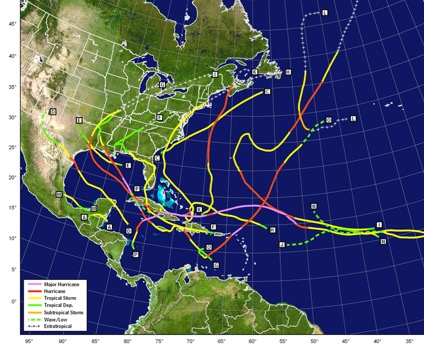 45°
40°
35°
30°
25°
20°
15°
10°
5°
0°
L
I
K
H
G
C
B
E
F
O
L
C
E
P
N
K
F
H
I
B
A
A
D
O
J
N
P
G
Major Hurricane
Hurricane
Tropical Storm
Tropical Dep.
Subtropical Storm
Wave/Low
Extratropical
95°
90°
85°
80°
75°
70°
65°
60°
55°
50°
45°
40°
35°